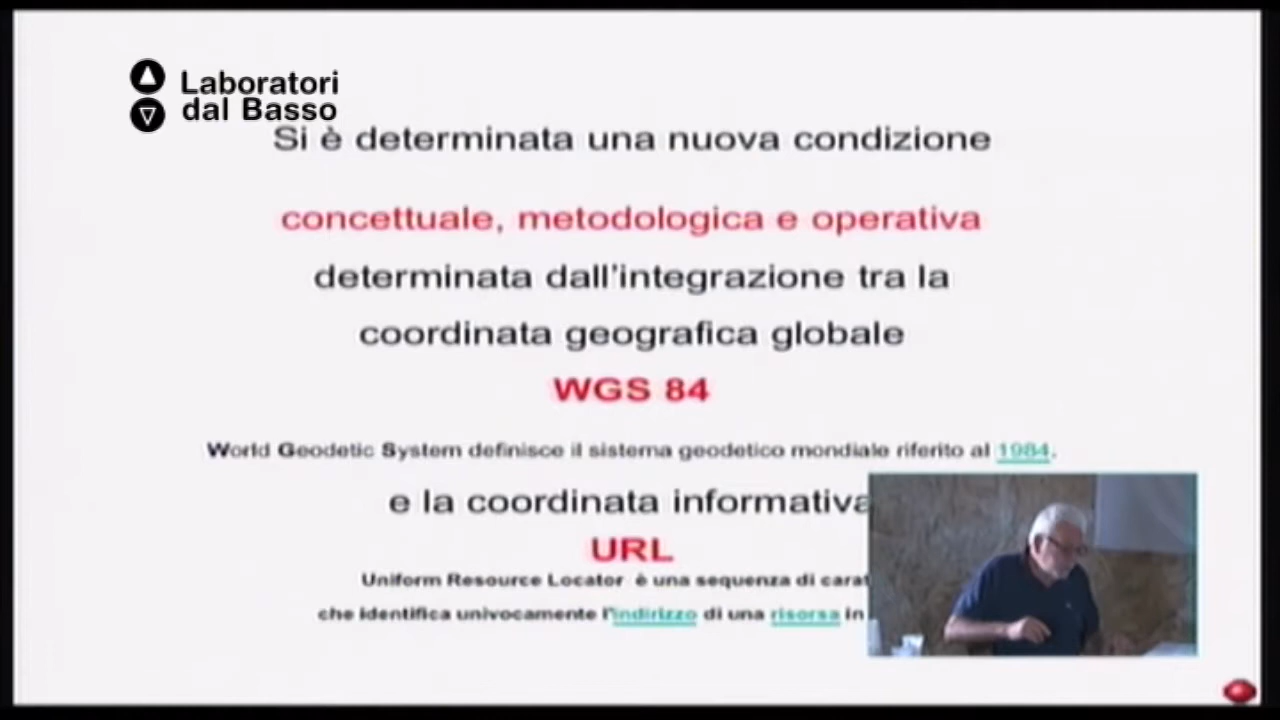 Laboratori
dal Basso
Si è determinata una nuova condizione
concettuale, metodologica e operativa
determinata dall'integrazione tra la
coordinata geografica globale
WGS 84
World Geodetic System definisce il sistema geodetico mondiale riferito al 1984.
e la coordinata informativa
URL
Uniform Resource Locator è una sequenza di
che identifica univocamente l'indirizzo di una risorsa in